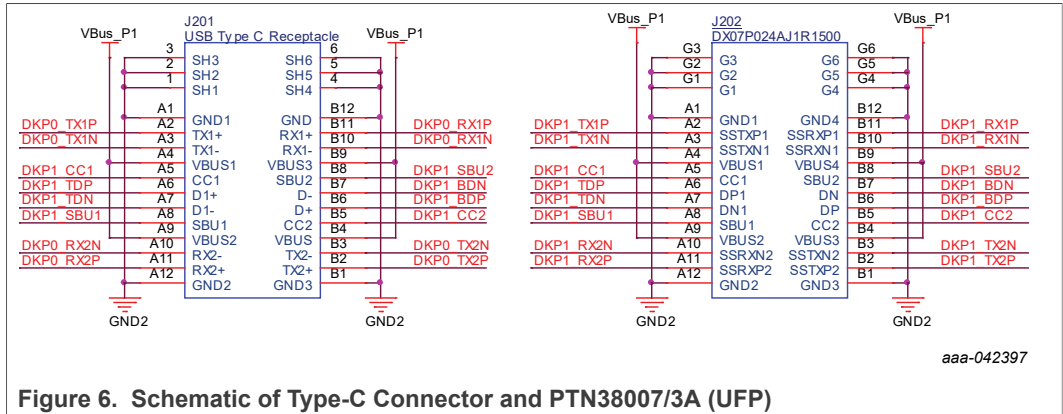 J201
USB Type C Receptacle
VBus_P1
VBus_P1
3 SH3 SH6 6
2 SH2 SH5 5
1 SH1 SH4 4
A1 GND1 GND B12
DKP0_TX1P A2 TX1+ RX1+ B11 DKP0_RX1P
DKP0_TX1N A3 TX1- RX1- B10 DKP0_RX1N
A4 VBUS1 VBUS3 B9
DKP1_CC1 A5 CC1 SBU2 B8 DKP1_SBU2
DKP1_TDP A6 D1+ D- B7 DKP1_BDN
DKP1_TDN A7 D1- D+ B6 DKP1_BDP
DKP1_SBU1 A8 SBU1 CC2 B5 DKP1_CC2
A9 VBUS2 VBUS B4
DKP0_RX2N A10 RX2- TX2- B3 DKP0_TX2N
DKP0_RX2P A11 RX2+ TX2+ B2 DKP0_TX2P
A12 GND2 GND3 B1
GND2
GND2
J202
DX07P024AJ1R1500
VBus_P1
VBus_P1
G3 G3 G6 G6
G2 G2 G5 G5
G1 G1 G4 G4
A1 GND1 GND4 B12
DKP1_TX1P A2 SSTXP1 SSRXP1 B11 DKP1_RX1P
DKP1_TX1N A3 SSTXN1 SSRXN1 B10 DKP1_RX1N
A4 VBUS1 VBUS4 B9
DKP1_CC1 A5 CC1 SBU2 B8 DKP1_SBU2
DKP1_TDP A6 DP1 DN B7 DKP1_BDN
DKP1_TDN A7 DN1 DP B6 DKP1_BDP
DKP1_SBU1 A8 SBU1 CC2 B5 DKP1_CC2
A9 VBUS2 VBUS3 B4
DKP1_RX2N A10 SSRXN2 SSTXN2 B3 DKP1_TX2N
DKP1_RX2P A11 SSRXP2 SSTXP2 B2 DKP1_TX2P
A12 GND2 GND3 B1
GND2
GND2
aaa-042397
Figure 6. Schematic of Type-C Connector and PTN38007/3A (UFP)